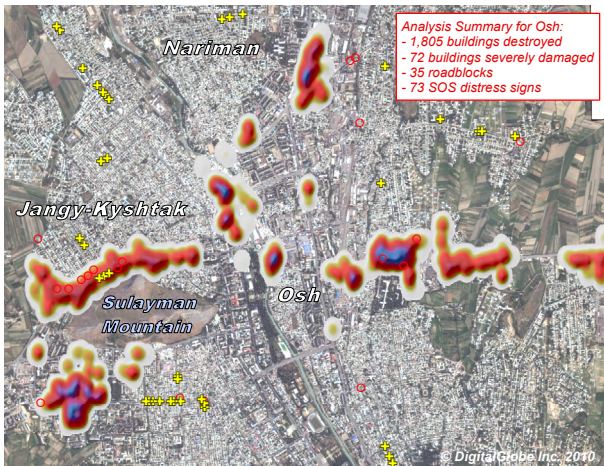 Nariman
Analysis Summary for Osh:
- 1,805 buildings destroyed
- 72 buildings severely damaged
- 35 roadblocks
- 73 SOS distress signs
Jangy-Kyshtak
Osh
Sulayman
Mountain
© DigitalGlobe Inc. 2010